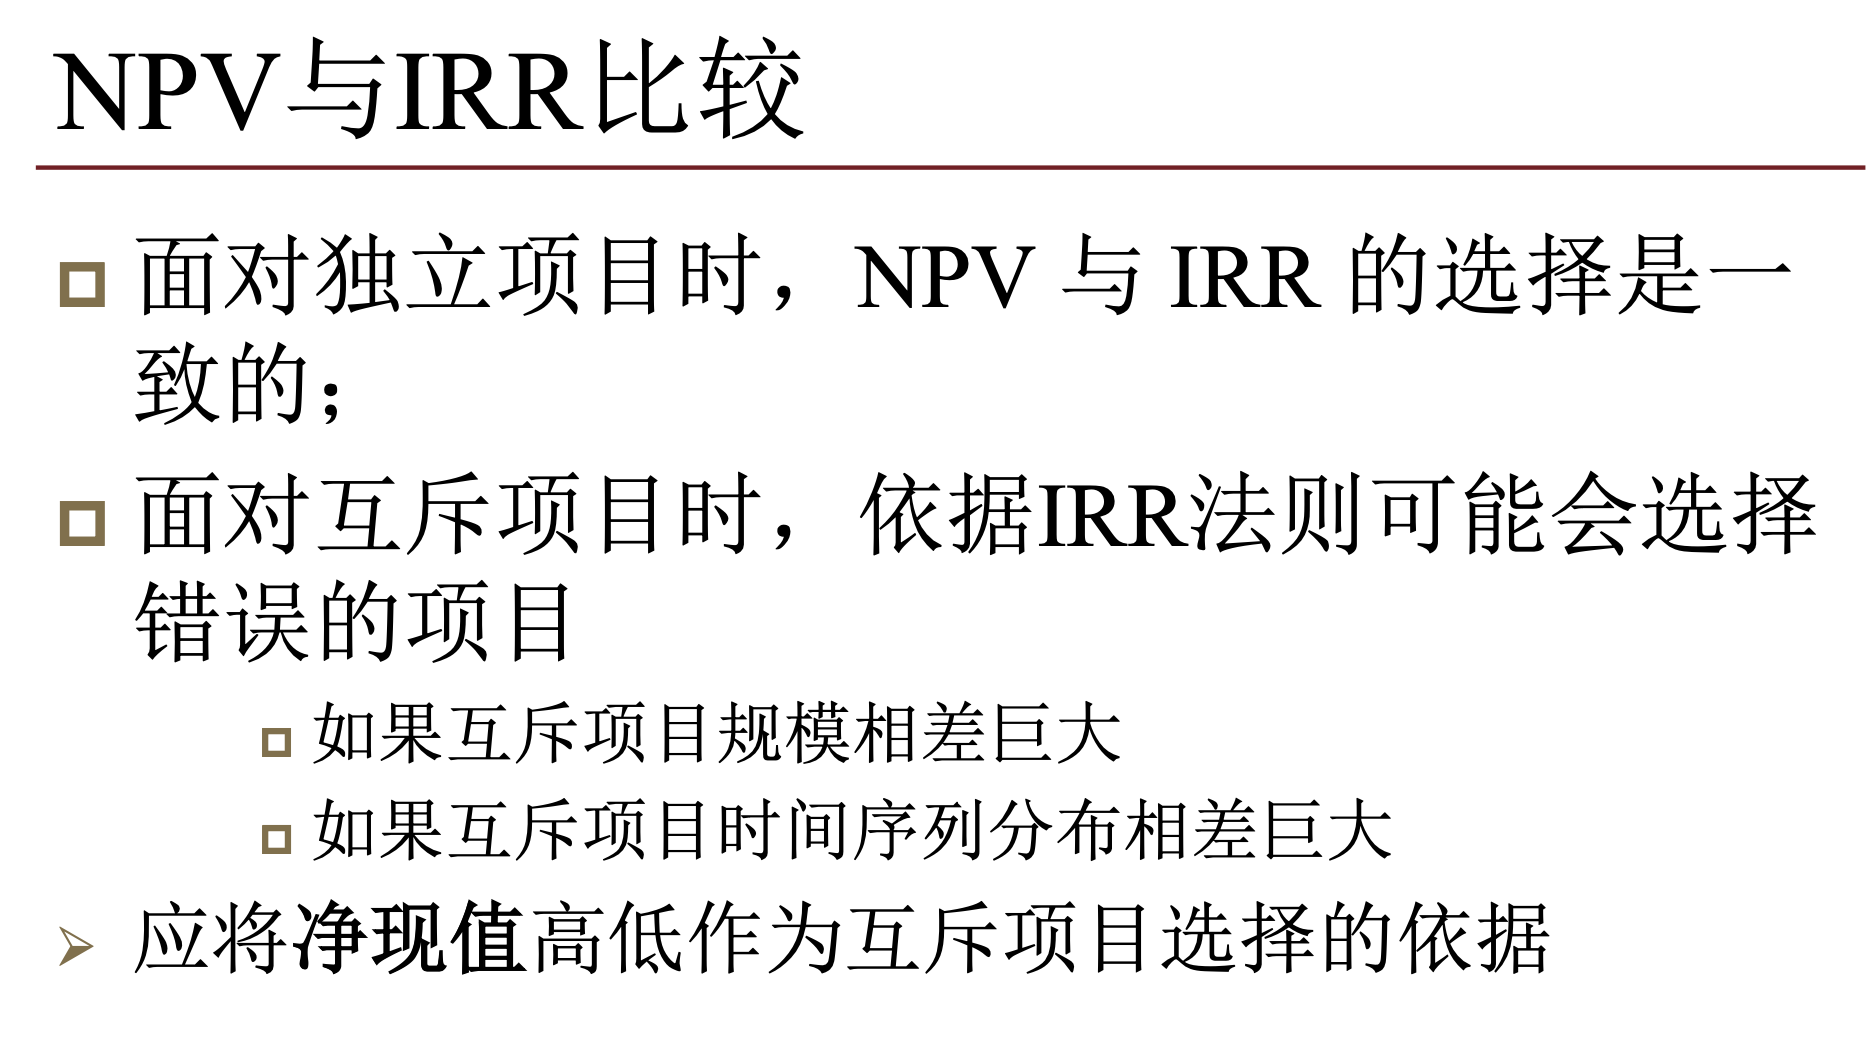 NPV与IRR比较
面对独立项目时，NPV 与 IRR 的选择是一
致的；
面对互斥项目时， 依据IRR法则可能会选择
错误的项目
如果互斥项目规模相差巨大
如果互斥项目时间序列分布相差巨大
应将净现值高低作为互斥项目选择的依据